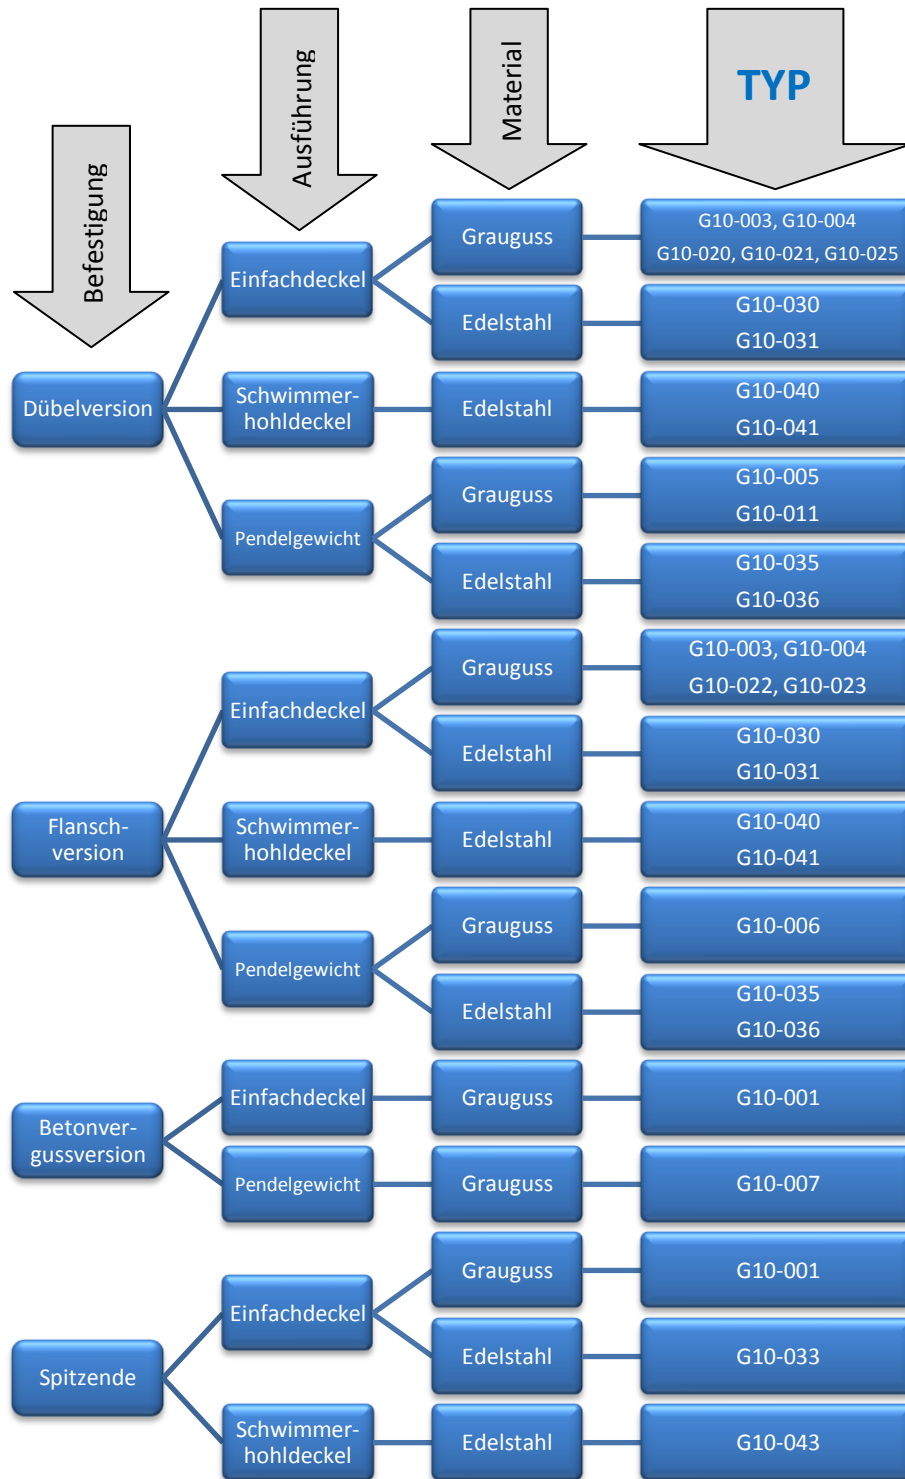 Befestigung
Ausführung
Material
TYP
Dübelversion
Einfachdeckel
Grauguss
G10-003, G10-004
G10-020, G10-021, G10-025
Edelstahl
G10-030
G10-031
Schwimmer-
hohldeckel
Edelstahl
G10-040
G10-041
Pendelgewicht
Grauguss
G10-005
G10-011
Edelstahl
G10-035
G10-036
Flansch-
version
Einfachdeckel
Grauguss
G10-003, G10-004
G10-022, G10-023
Edelstahl
G10-030
G10-031
Schwimmer-
hohldeckel
Edelstahl
G10-040
G10-041
Pendelgewicht
Grauguss
G10-006
Edelstahl
G10-035
G10-036
Betonver-
gussversion
Einfachdeckel
Grauguss
G10-001
Pendelgewicht
Grauguss
G10-007
Spitzende
Einfachdeckel
Grauguss
G10-001
Edelstahl
G10-033
Schwimmer-
hohldeckel
Edelstahl
G10-043